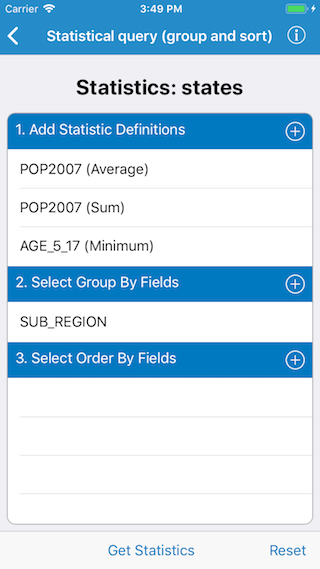 Carrier 3:49 PM
Statistical query (group and sort)
Statistics: states
1. Add Statistic Definitions
POP2007 (Average)
POP2007 (Sum)
AGE_5_17 (Minimum)
2. Select Group By Fields
SUB_REGION
3. Select Order By Fields
Get Statistics Reset